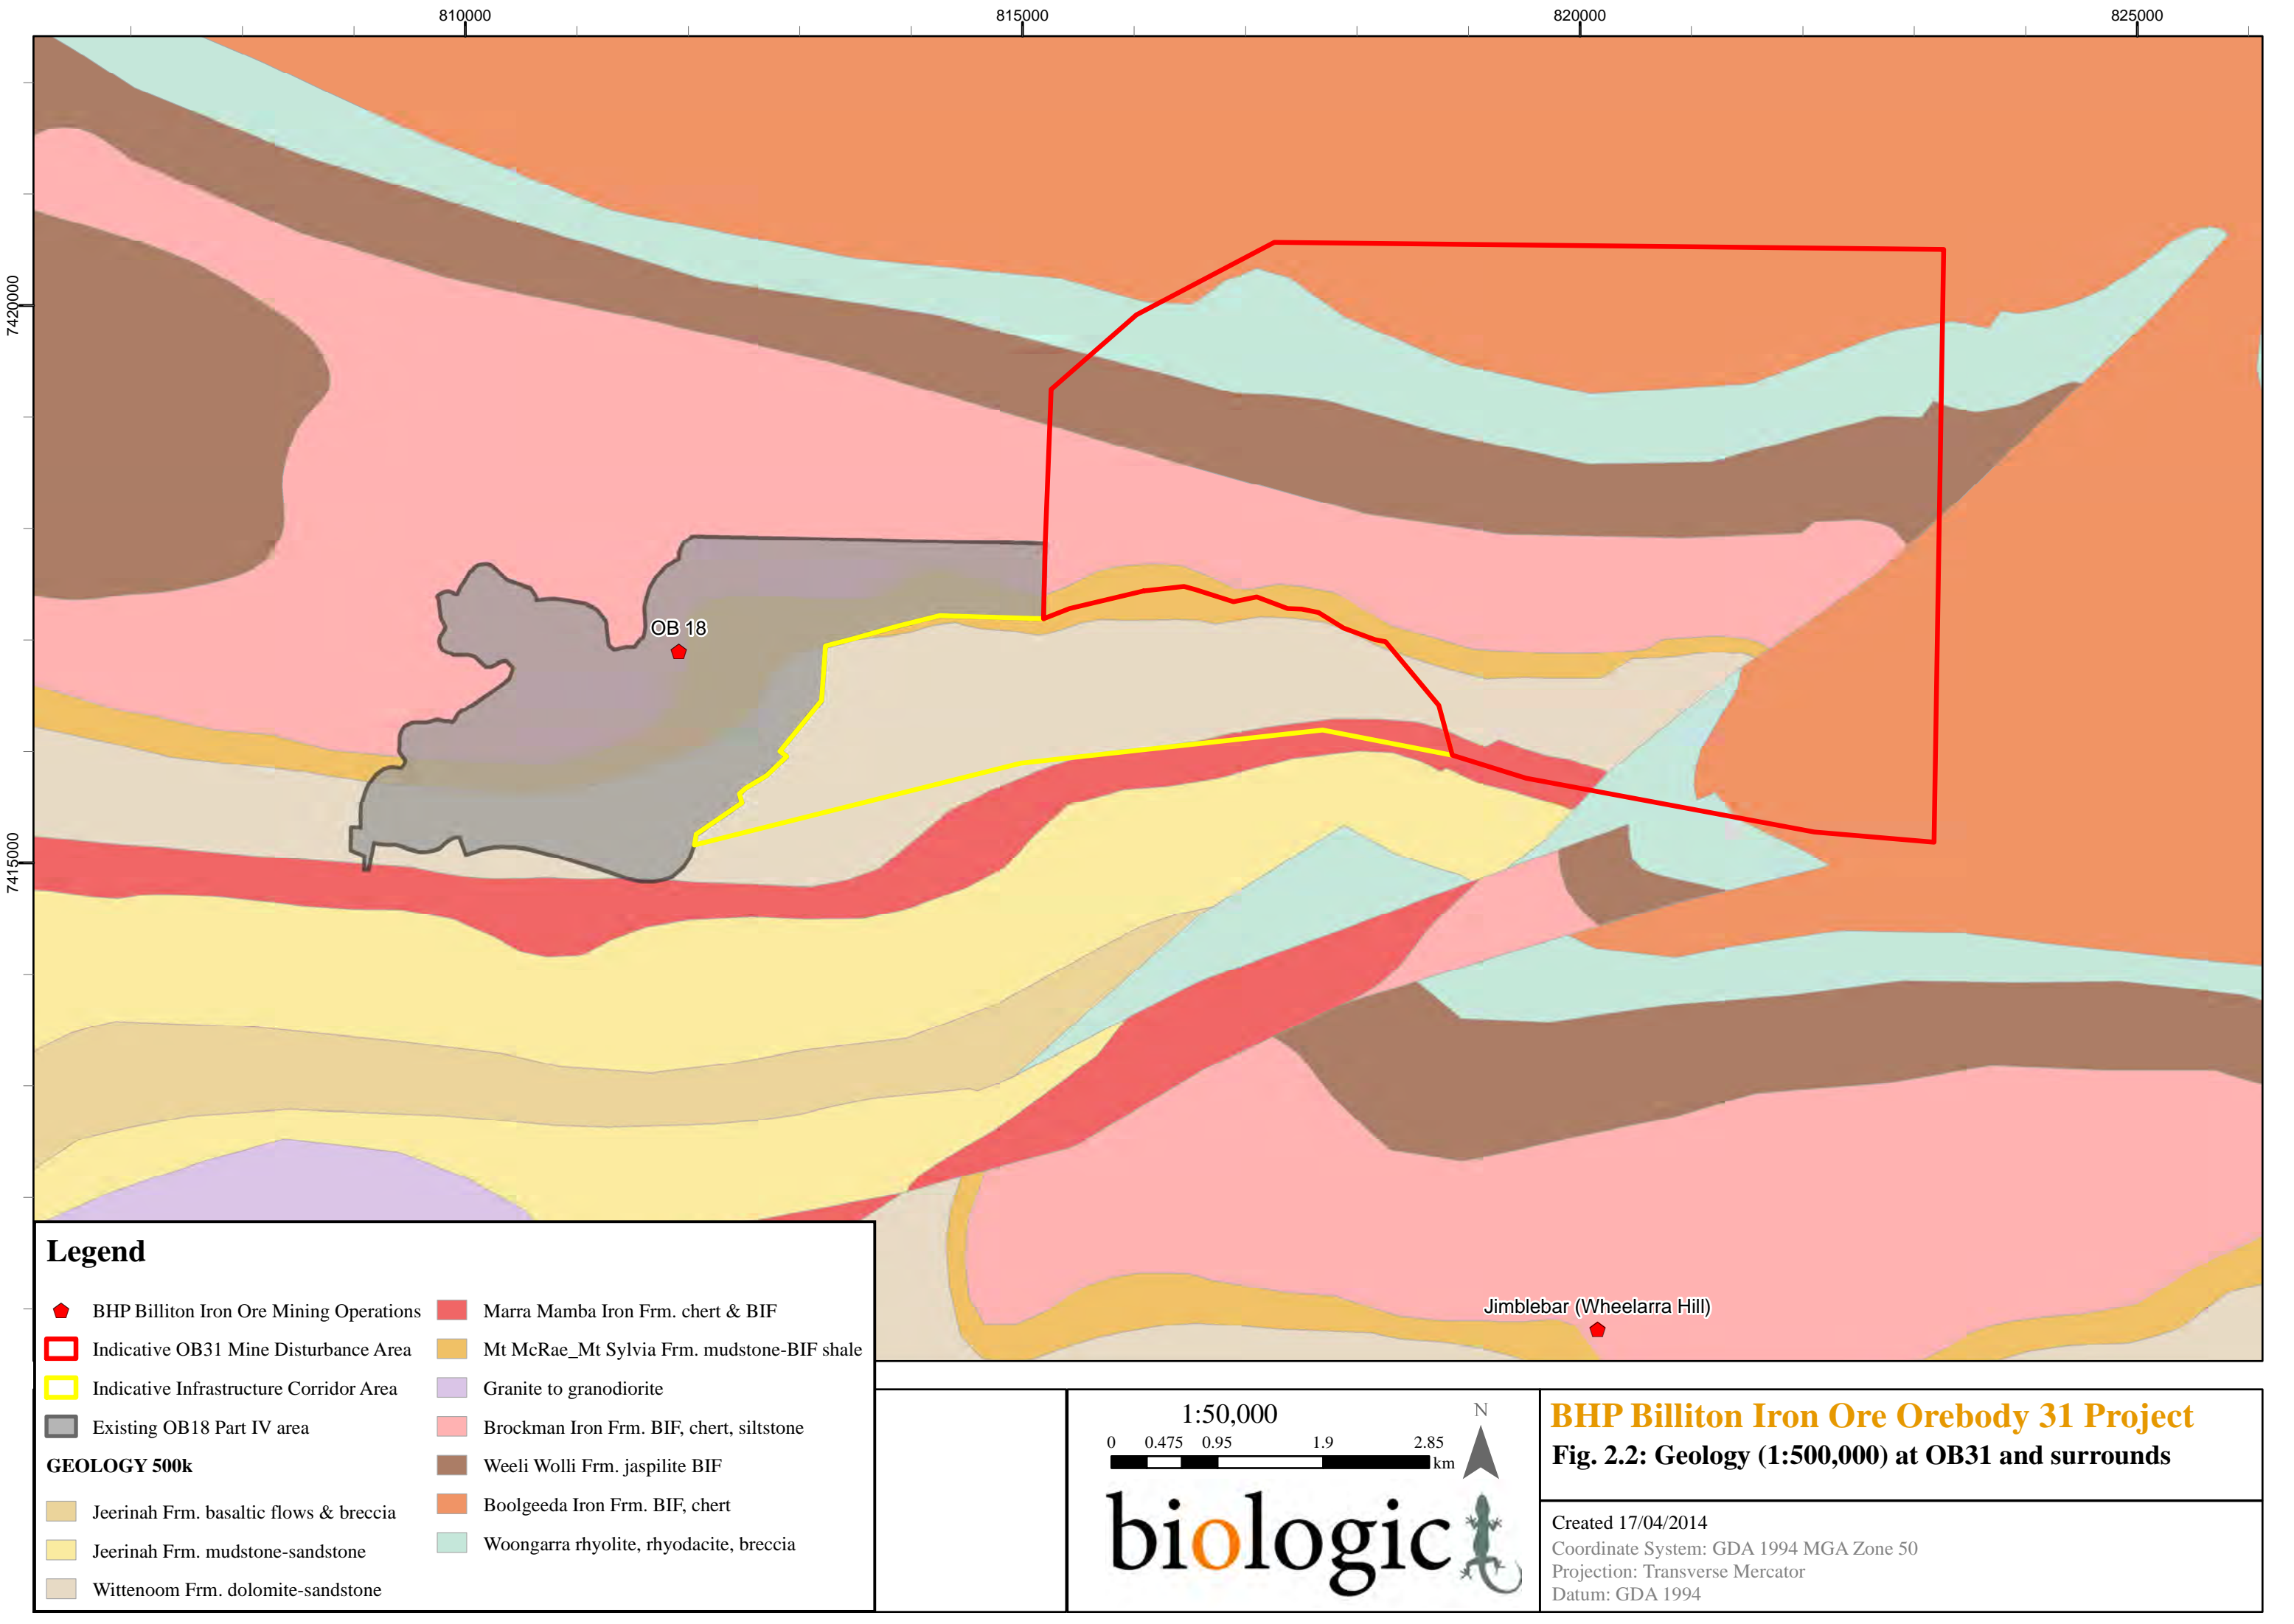 810000 815000 820000 825000
7420000
7415000
OB 18
Jimblebar (Wheelarra Hill)
Legend
BHP Billiton Iron Ore Mining Operations
Indicative OB31 Mine Disturbance Area
Indicative Infrastructure Corridor Area
Existing OB18 Part IV area
GEOLOGY 500k
Jeerinah Frm. basaltic flows & breccia
Jeerinah Frm. mudstone-sandstone
Wittenoom Frm. dolomite-sandstone
Marra Mamba Iron Frm. chert & BIF
Mt McRae_Mt Sylvia Frm. mudstone-BIF shale
Granite to granodiorite
Brockman Iron Frm. BIF, chert, siltstone
Weeli Wolli Frm. jaspilite BIF
Boolgeeda Iron Frm. BIF, chert
Woongarra rhyolite, rhyodacite, breccia
1:50,000
N
0 0.475 0.95 1.9 2.85
km
biologic
BHP Billiton Iron Ore Orebody 31 Project
Fig. 2.2: Geology (1:500,000) at OB31 and surrounds
Created 17/04/2014
Coordinate System: GDA 1994 MGA Zone 50
Projection: Transverse Mercator
Datum: GDA 1994